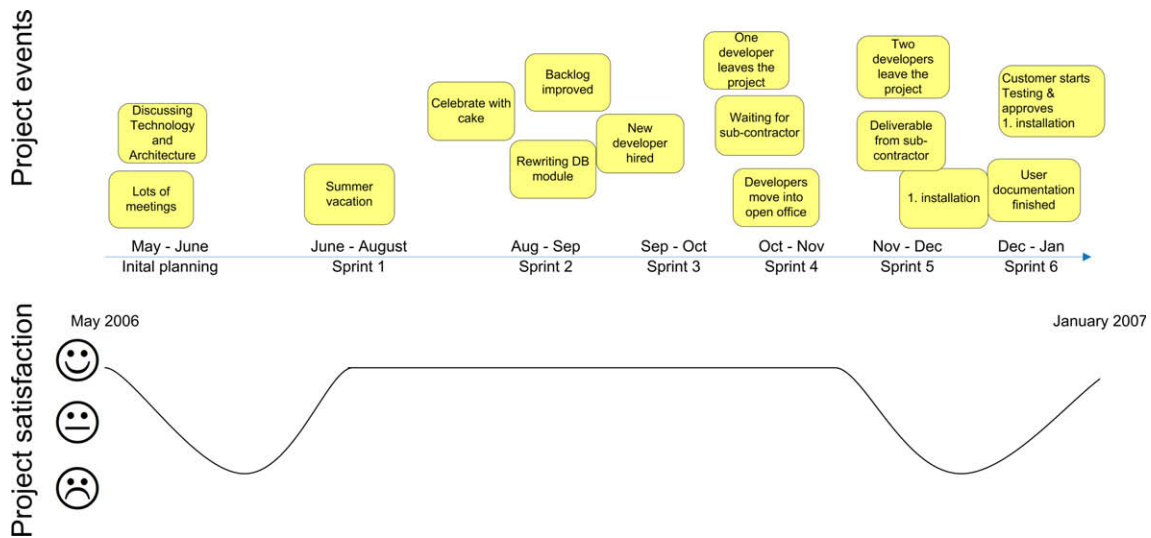 Project events
Discussing
Technology
and
Architecture
Lots of
meetings
Summer
vacation
Celebrate with
cake
Backlog
improved
Rewriting DB
module
New
developer
hired
One
developer
leaves the
project
Waiting for
sub-contractor
Developers
move into
open office
Two
developers
leave the
project
Deliverable
from sub-
contractor
1. installation
Customer starts
Testing &
approves
1. installation
User
documentation
finished
May - June
Inital planning
June - August
Sprint 1
Aug - Sep
Sprint 2
Sep - Oct
Sprint 3
Oct - Nov
Sprint 4
Nov - Dec
Sprint 5
Dec - Jan
Sprint 6
Project satisfaction
May 2006
January 2007